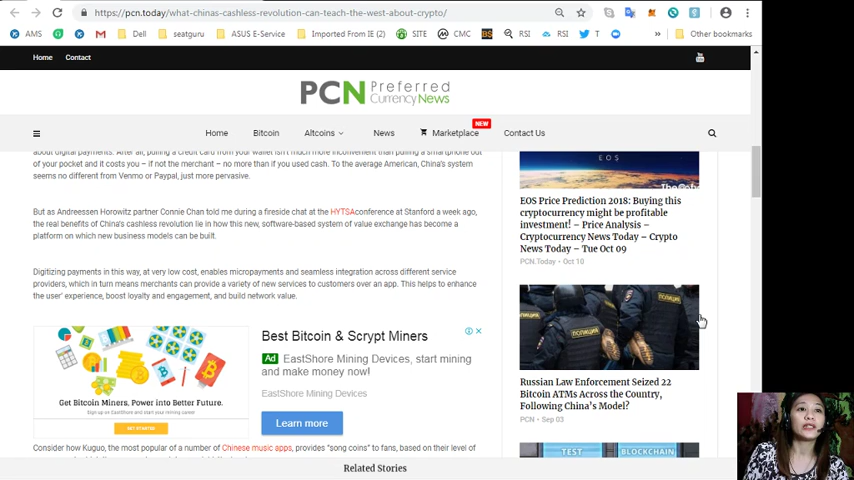 https://pcn.today/what-chinas-cashless-revolution-can-teach-the-west-about-crypto/
AMS
Dell
seatguru
ASUS E-Service
Imported From IE (2)
SITE
CMC
RSI
RSI
T
»
Other bookmarks
Home
Contact
PCN Preferred
Currency News
NEW
Home
Bitcoin
Altcoins
News
Marketplace
Contact Us
about digital payments. After all, pulling a credit card from your wallet isn't much more inconvenient than pulling a smartphone out
of your pocket and it costs you – if not the merchant – no more than if you used cash. To the average American, China's system
seems no different from Venmo or Paypal, just more pervasive.
But as Andreessen Horowitz partner Connie Chan told me during a fireside chat at the HYTSAconference at Stanford a week ago,
the real benefits of China's cashless revolution lie in how this new, software-based system of value exchange has become a
platform on which new business models can be built.
Digitizing payments in this way, at very low cost, enables micropayments and seamless integration across different service
providers, which in turn means merchants can provide a variety of new services to customers over an app. This helps to enhance
the user' experience, boost loyalty and engagement, and build network value.
Get Bitcoin Miners, Power into Better Future.
Sign up on EastShore and start your mining career
GET STARTED
Best Bitcoin & Scrypt Miners
Ad EastShore Mining Devices, start mining
and make money now!
EastShore Mining Devices
Learn more
Consider how Kuguo, the most popular of a number of Chinese music apps, provides "song coins" to fans, based on their level of
EOS
EOS Price Prediction 2018: Buying this
cryptocurrency might be profitable
investment! – Price Analysis –
Cryptocurrency News Today – Crypto
News Today – Tue Oct 09
PCN.Today - Oct 10
ПОЛИЦИЯ
ПОЛИЦИЯ
Russian Law Enforcement Seized 22
Bitcoin ATMs Across the Country,
Following China's Model?
PCN - Sep 03
TEST
BLOCKCHAIN
Related Stories